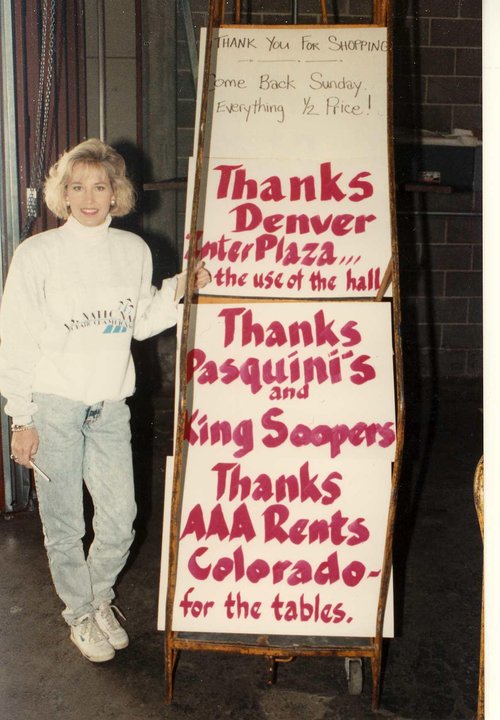 THANK YOU FOR SHOPPING
Come Back Sunday.
Everything 1/2 Price!
Thanks
Denver
InterPlaza,,,
the use of the hall
Thanks
Pasquini's
and
King Soopers
Thanks
AAA Rents
Colorado-
for the tables.